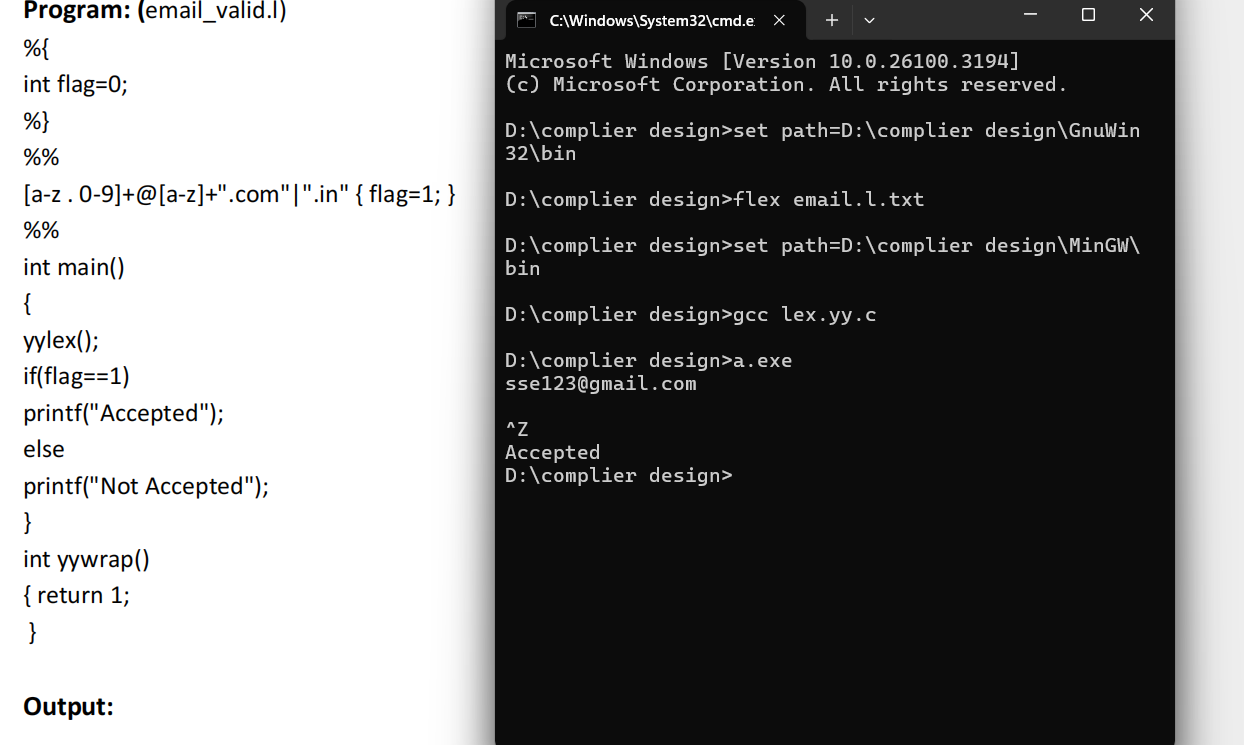 Program: (email_valid.l)
%{
int flag=0;
%}
%%
[a-z . 0-9]+@[a-z]+".com"|".in" { flag=1; }
%%
int main()
{
yylex();
if(flag==1)
printf("Accepted");
else
printf("Not Accepted");
}
int yywrap()
{ return 1;
}
Output:
C:\Windows\System32\cmd.e
Microsoft Windows [Version 10.0.26100.3194]
(c) Microsoft Corporation. All rights reserved.
D:\complier design>set path=D:\complier design\GnuWin
32\bin
D:\complier design>flex email.l.txt
D:\complier design>set path=D:\complier design\MinGW\
bin
D:\complier design>gcc lex.yy.c
D:\complier design>a.exe
sse123@gmail.com
^Z
Accepted
D:\complier design>